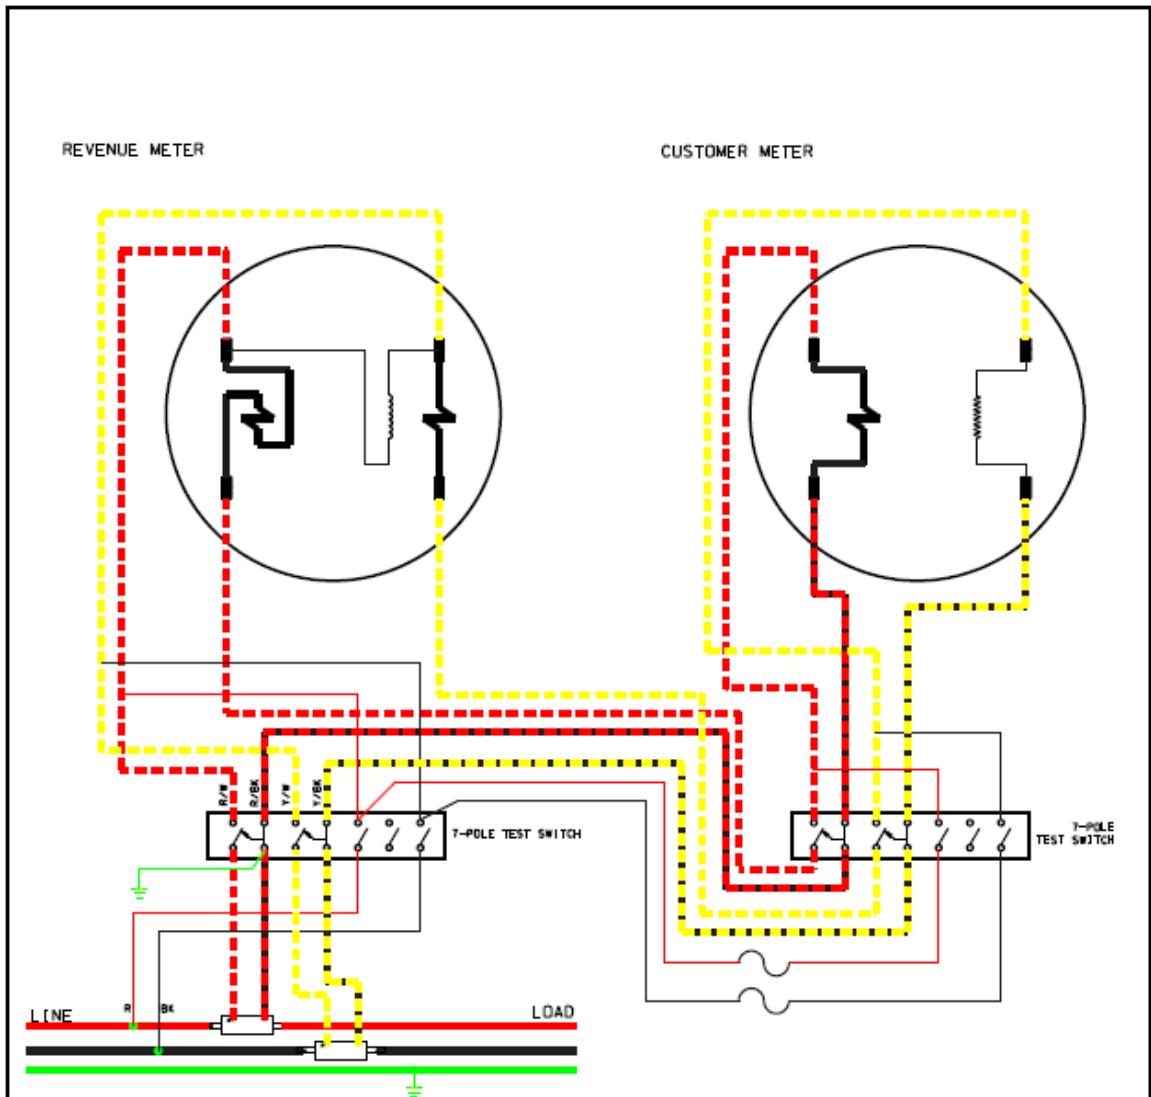 REVENUE METER
CUSTOMER METER
R/W
R/BK
Y/W
Y/BK
7-POLE TEST SWITCH
7-POLE
TEST SWITCH
LINE
R
BK
LOAD